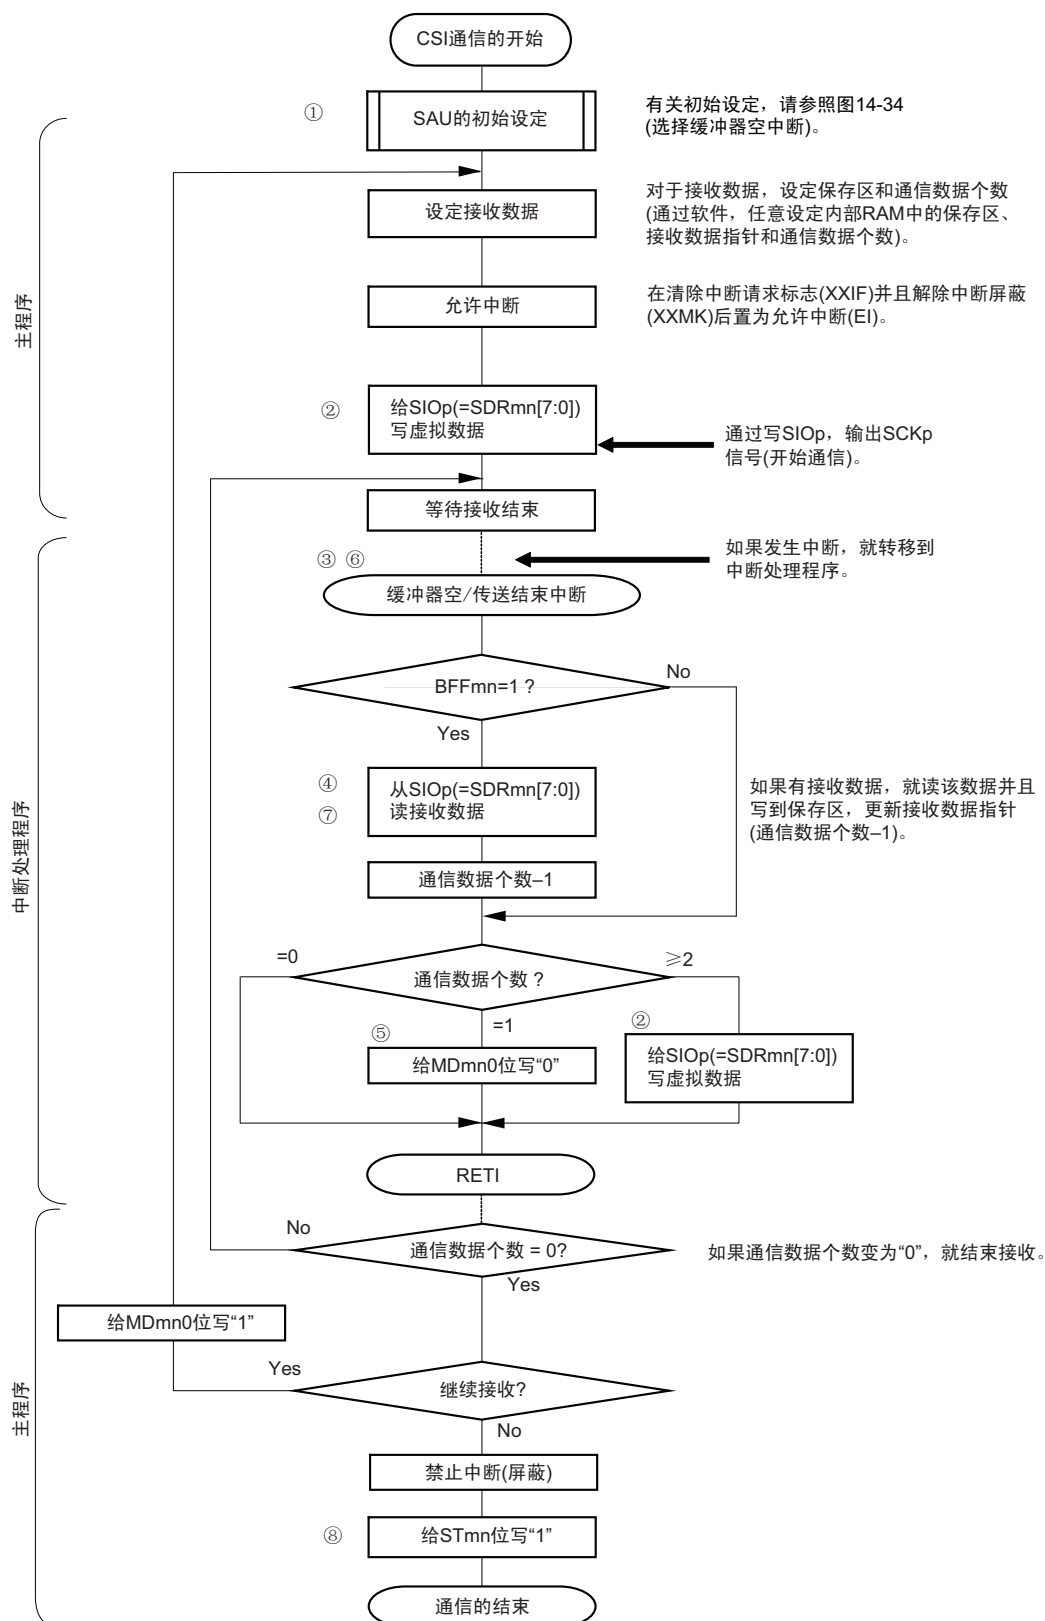 CSI通信的开始
①
SAU的初始设定
有关初始设定，请参照图14-34
(选择缓冲器空中断)。
设定接收数据
对于接收数据，设定保存区和通信数据个数
(通过软件，任意设定内部RAM中的保存区、
接收数据指针和通信数据个数)。
主程序
允许中断
在清除中断请求标志(XXIF)并且解除中断屏蔽
(XXMK)后置为允许中断(EI)。
②
给SIOp(=SDRmn[7:0])
写虚拟数据
通过写SIOp，输出SCKp
信号(开始通信)。
等待接收结束
③ ⑥
如果发生中断，就转移到
中断处理程序。
缓冲器空/传送结束中断
BFFmn=1？
No
Yes
中断处理程序
④
⑦
从SIOp(=SDRmn[7:0])
读接收数据
如果有接收数据，就读该数据并且
写到保存区，更新接收数据指针
(通信数据个数–1)。
通信数据个数–1
=0
通信数据个数？
≥2
=1
⑤
给MDmn0位写“0”
②
给SIOp(=SDRmn[7:0])
写虚拟数据
RETI
No
通信数据个数 = 0?
Yes
如果通信数据个数变为“0”，就结束接收。
给MDmn0位写“1”
主程序
Yes
继续接收?
No
禁止中断(屏蔽)
⑧
给STmn位写“1”
通信的结束